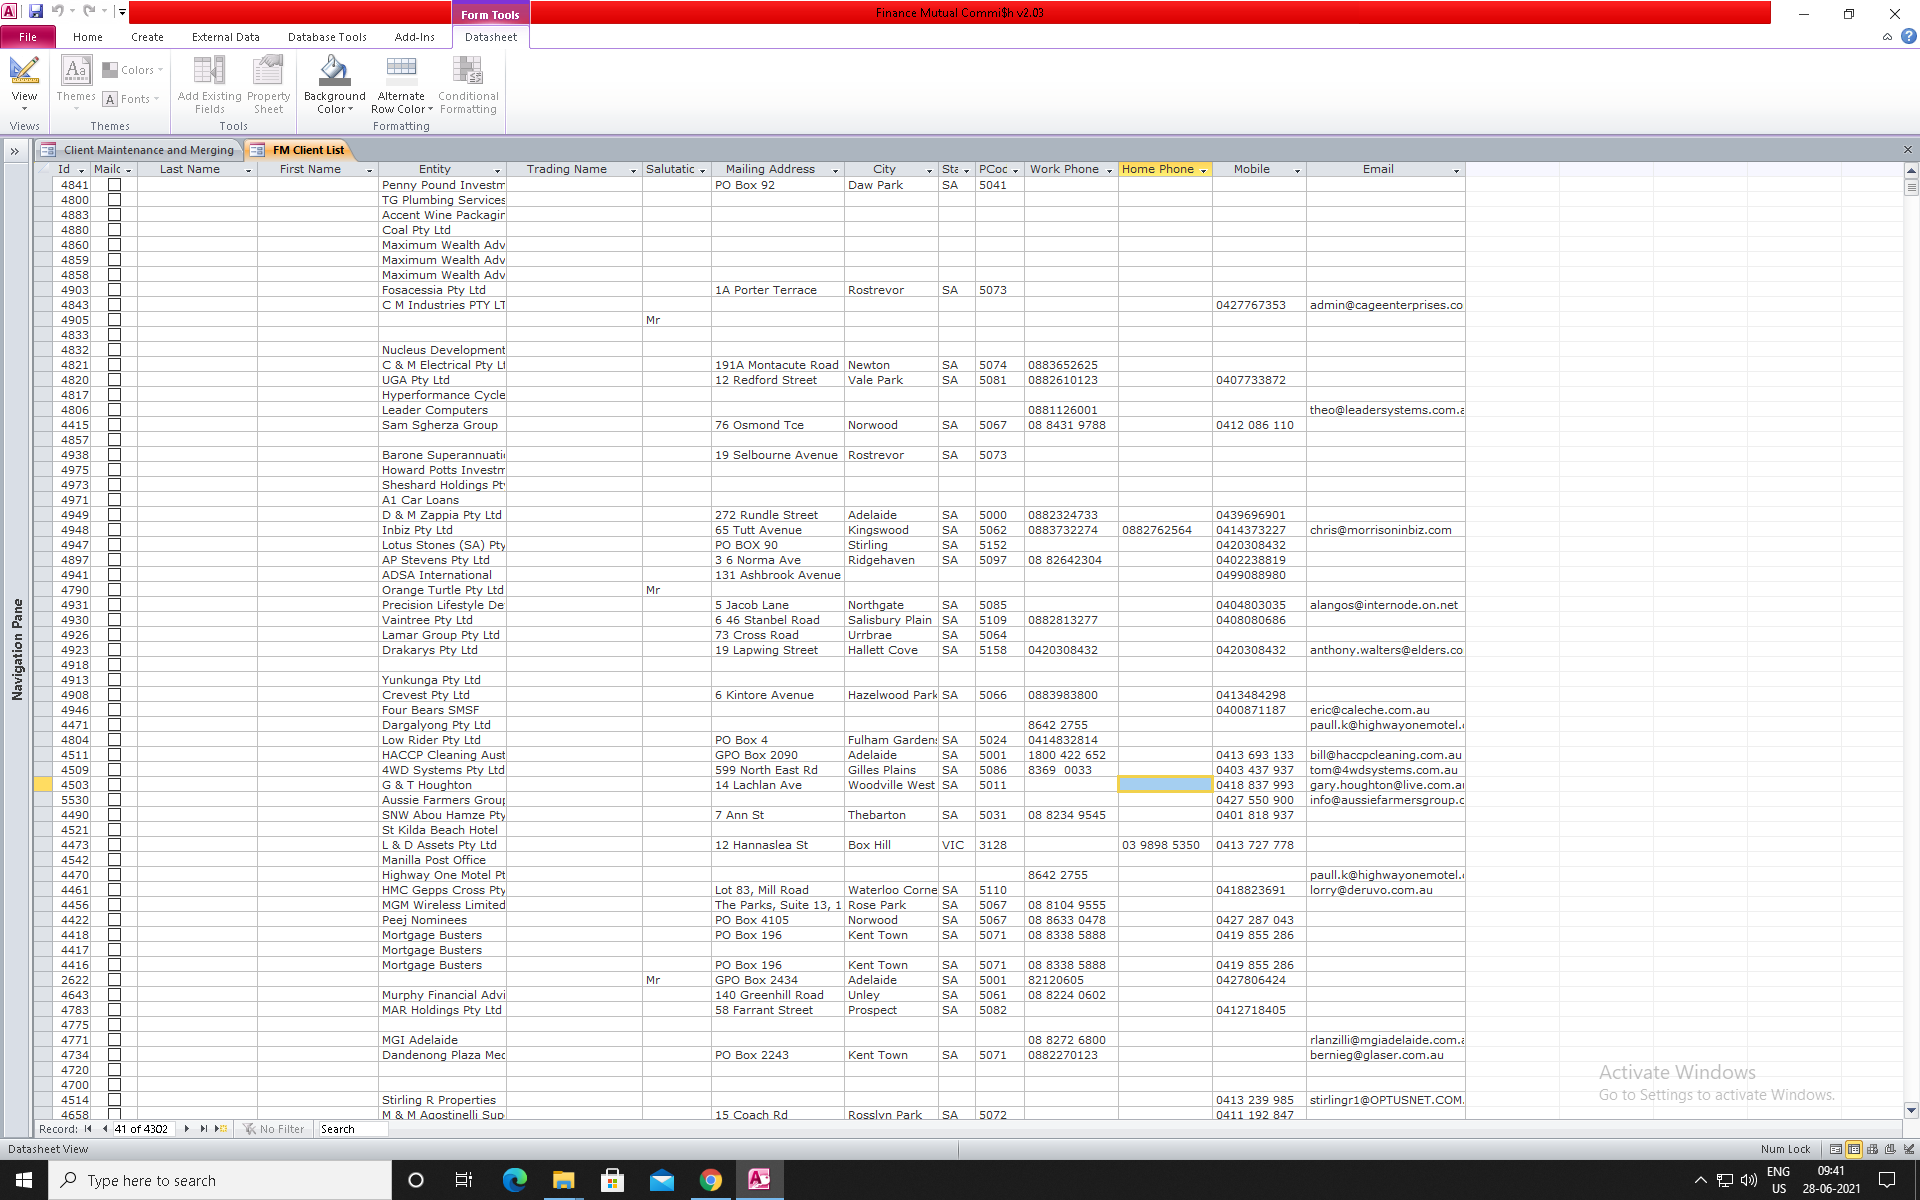 Form Tools
Finance Mutual Commi$h v2.03
File Home Create External Data Database Tools Add-Ins Datasheet
View Themes Colors Fonts Add Existing Fields Property Sheet Background Color Alternate Row Color Conditional Formatting
Views Themes Tools Formatting
Client Maintenance and Merging FM Client List
Id Mailc Last Name First Name Entity Trading Name Salutatic Mailing Address City Sta PCoc Work Phone Home Phone Mobile Email
4841 Penny Pound Investm PO Box 92 Daw Park SA 5041
4800 TG Plumbing Services
4883 Accent Wine Packagin
4880 Coal Pty Ltd
4860 Maximum Wealth Adv
4859 Maximum Wealth Adv
4858 Maximum Wealth Adv
4903 Fosacessia Pty Ltd 1A Porter Terrace Rostrevor SA 5073
4843 C M Industries PTY LT 0427767353 admin@cageenterprises.co
4905 Mr
4833
4832 Nucleus Development
4821 C & M Electrical Pty Lt 191A Montacute Road Newton SA 5074 0883652625
4820 UGA Pty Ltd 12 Redford Street Vale Park SA 5081 0882610123 0407733872
4817 Hyperformance Cycle
4806 Leader Computers 0881126001 theo@leadersystems.com.a
4415 Sam Sgherza Group 76 Osmond Tce Norwood SA 5067 08 8431 9788 0412 086 110
4857
4938 Barone Superannuatio 19 Selbourne Avenue Rostrevor SA 5073
4975 Howard Potts Investm
4973 Sheshard Holdings Pty
4971 A1 Car Loans
4949 D & M Zappia Pty Ltd 272 Rundle Street Adelaide SA 5000 0882324733 0439696901
4948 Inbiz Pty Ltd 65 Tutt Avenue Kingswood SA 5062 0883732274 0882762564 0414373227 chris@morrisoninbiz.com
4947 Lotus Stones (SA) Pty PO BOX 90 Stirling SA 5152 0420308432
4897 AP Stevens Pty Ltd 3 6 Norma Ave Ridgehaven SA 5097 08 82642304 0402238819
4941 ADSA International 131 Ashbrook Avenue 0499088980
4790 Orange Turtle Pty Ltd Mr
4931 Precision Lifestyle De 5 Jacob Lane Northgate SA 5085 0404803035 alangos@internode.on.net
4930 Vaintree Pty Ltd 6 46 Stanbel Road Salisbury Plain SA 5109 0882813277 0408080686
4926 Lamar Group Pty Ltd 73 Cross Road Urrbrae SA 5064
4923 Drakarys Pty Ltd 19 Lapwing Street Hallett Cove SA 5158 0420308432 0420308432 anthony.walters@elders.co
4918
4913 Yunkunga Pty Ltd
4908 Crevest Pty Ltd 6 Kintore Avenue Hazelwood Park SA 5066 0883983800 0413484298
4946 Four Bears SMSF 0400871187 eric@caleche.com.au
4471 Dargalyong Pty Ltd 8642 2755 paull.k@highwayonemotel.c
4804 Low Rider Pty Ltd PO Box 4 Fulham Gardens SA 5024 0414832814
4511 HACCP Cleaning Aust GPO Box 2090 Adelaide SA 5001 1800 422 652 0413 693 133 bill@haccpcleaning.com.au
4509 4WD Systems Pty Ltd 599 North East Rd Gilles Plains SA 5086 8369  0033 0403 437 937 tom@4wdsystems.com.au
4503 G & T Houghton 14 Lachlan Ave Woodville West SA 5011 0418 837 993 gary.houghton@live.com.au
5530 Aussie Farmers Group 0427 550 900 info@aussiefarmersgroup.c
4490 SNW Abou Hamze Pty 7 Ann St Thebarton SA 5031 08 8234 9545 0401 818 937
4521 St Kilda Beach Hotel
4473 L & D Assets Pty Ltd 12 Hannaslea St Box Hill VIC 3128 03 9898 5350 0413 727 778
4542 Manilla Post Office
4470 Highway One Motel Pt 8642 2755 paull.k@highwayonemotel.c
4461 HMC Gepps Cross Pty Lot 83, Mill Road Waterloo Corne SA 5110 0418823691 lorry@deruvo.com.au
4456 MGM Wireless Limited The Parks, Suite 13, 1 Rose Park SA 5067 08 8104 9555
4422 Peej Nominees PO Box 4105 Norwood SA 5067 08 8633 0478 0427 287 043
4418 Mortgage Busters PO Box 196 Kent Town SA 5071 08 8338 5888 0419 855 286
4417 Mortgage Busters
4416 Mortgage Busters PO Box 196 Kent Town SA 5071 08 8338 5888 0419 855 286
2622 Mr GPO Box 2434 Adelaide SA 5001 82120605 0427806424
4643 Murphy Financial Advi 140 Greenhill Road Unley SA 5061 08 8224 0602
4783 MAR Holdings Pty Ltd 58 Farrant Street Prospect SA 5082 0412718405
4775
4771 MGI Adelaide 08 8272 6800 rlanzilli@mgiadelaide.com.a
4734 Dandenong Plaza Med PO Box 2243 Kent Town SA 5071 0882270123 bernieg@glaser.com.au
4720
4700
4514 Stirling R Properties 0413 239 985 stirlingr1@OPTUSNET.COM.
4658 M & M Agostinelli Sup 15 Coach Rd Rosslyn Park SA 5072 0411 192 847
Navigation Pane
Activate Windows
Go to Settings to activate Windows.
Record: 41 of 4302 No Filter Search
Datasheet View Num Lock
Type here to search
ENG US 09:41 28-06-2021